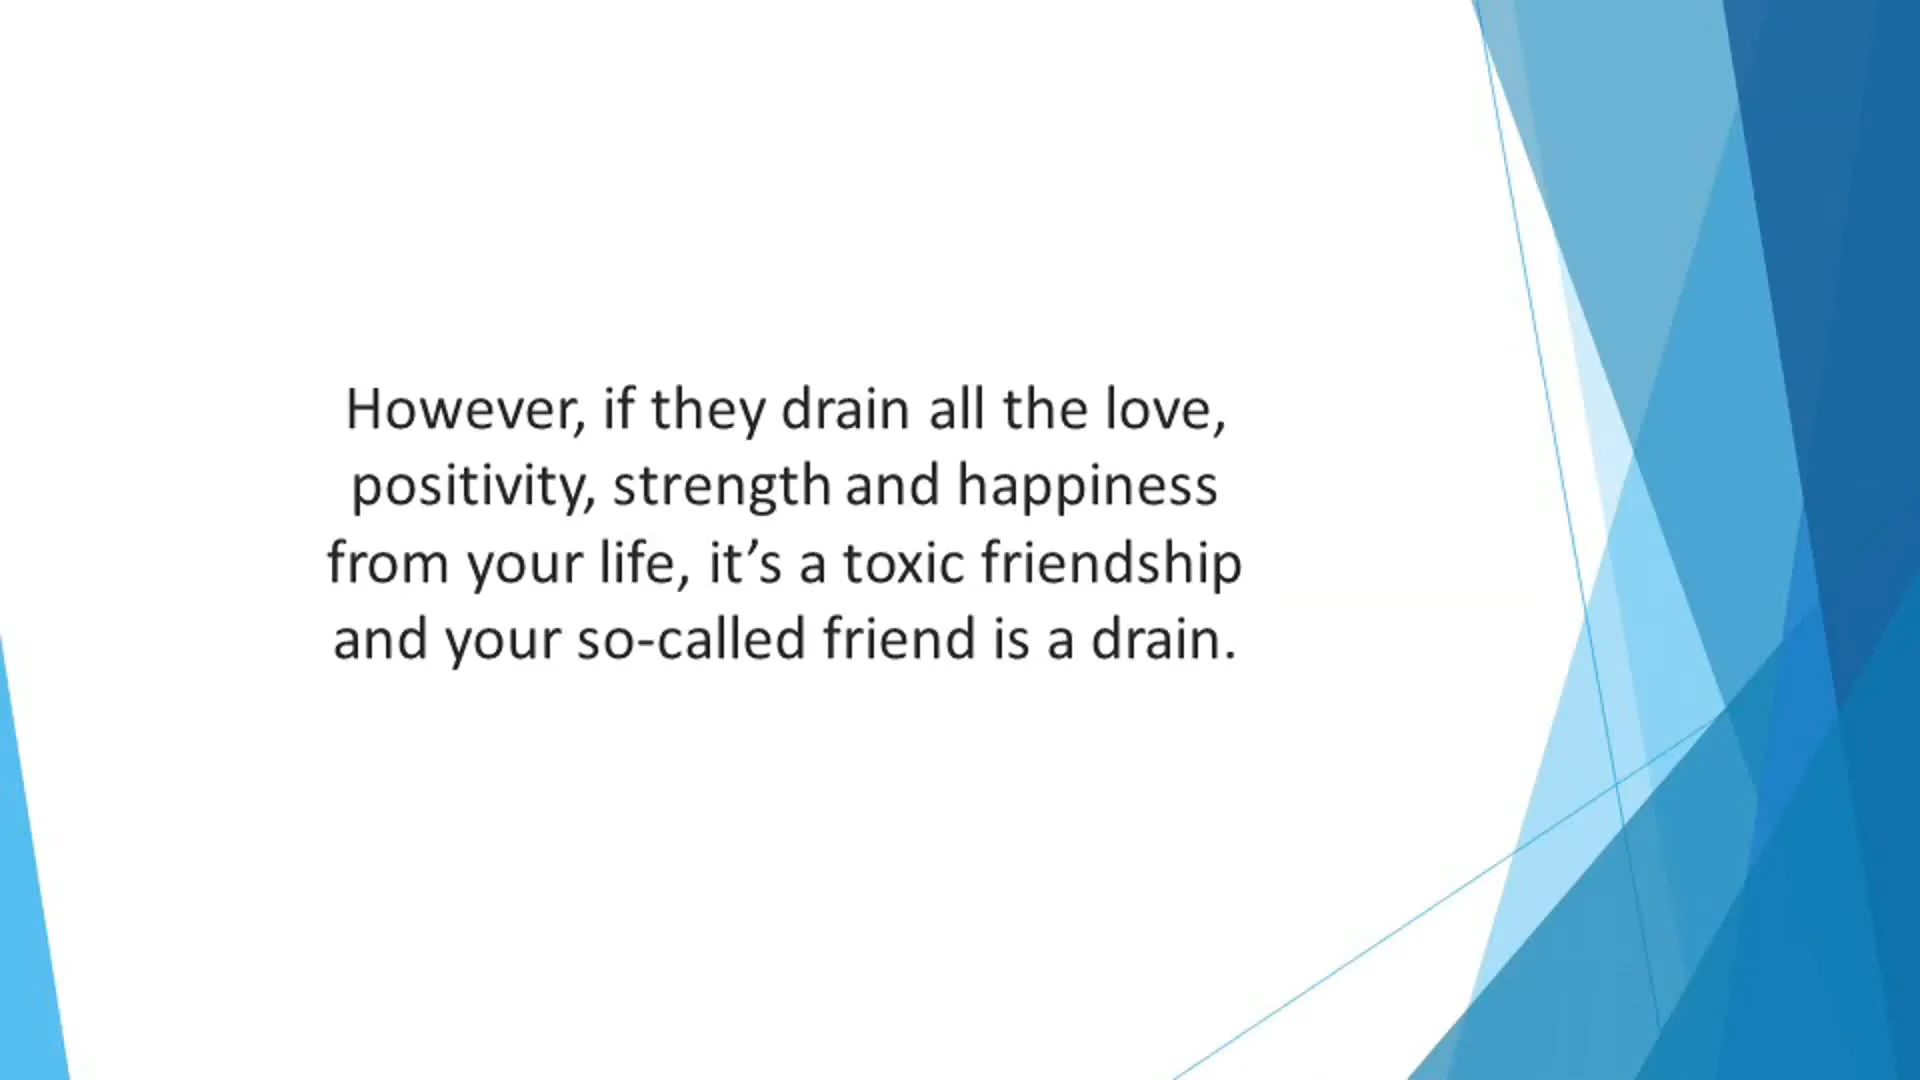 However, if they drain all the love,
positivity, strength and happiness
from your life, it’s a toxic friendship
and your so-called friend is a drain.